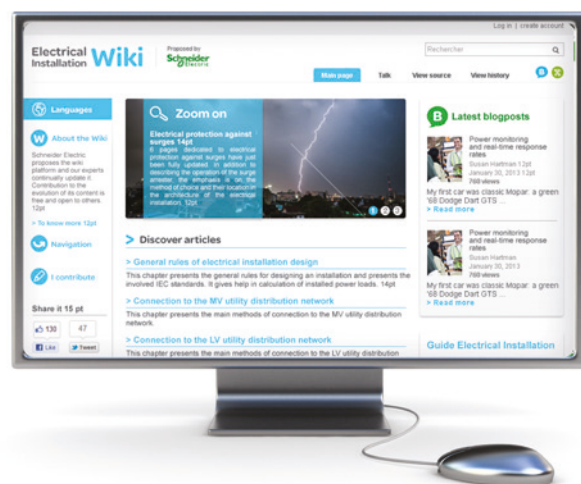 Log in | create account
Electrical
Installation Wiki
Proposed by
Schneider
Electric
Rechercher
Main page
Talk
View source
View history
Languages
About the Wiki
Schneider Electric
proposes the wiki
platform and our experts
continually update it.
Contribution to the
evolution of its content is
free and open to others.
12pt
> To know more 12pt
Navigation
I contribute
Share it 15 pt
130
47
Like
Tweet
Zoom on
Electrical protection against
surges 14pt
6 pages dedicated to electrical
protection against surges have just
been fully updated. in addition to
describing the operation of the surge
arrester, the emphasis is on the
method of choice and their location in
the architecture of the electrical
installation. 12pt
1 2 3
> Discover articles
> General rules of electrical installation design
This chapter presents the general rules for designing an installation and presents the
involved IEC standards. It gives help in calculation of installed power loads. 14pt
> Connection to the MV utility distribution network
This chapter presents the main methods of connection to the MV utility distribution
network.
> Connection to the LV utility distribution network
This chapter presents the main methods of connection to the LV utility distribution
B Latest blogposts
Power monitoring
and real-time response
rates
Susan Hartman 12pt
January 30, 2013 12pt
768 views
My first car was classic Mopar: a green
'68 Dodge Dart GTS ...
> Read more
Power monitoring
and real-time response
rates
Susan Hartman
January 30, 2013
768 views
My first car was classic Mopar: a green
'68 Dodge Dart GTS ...
> Read more
Guide Electrical Installation